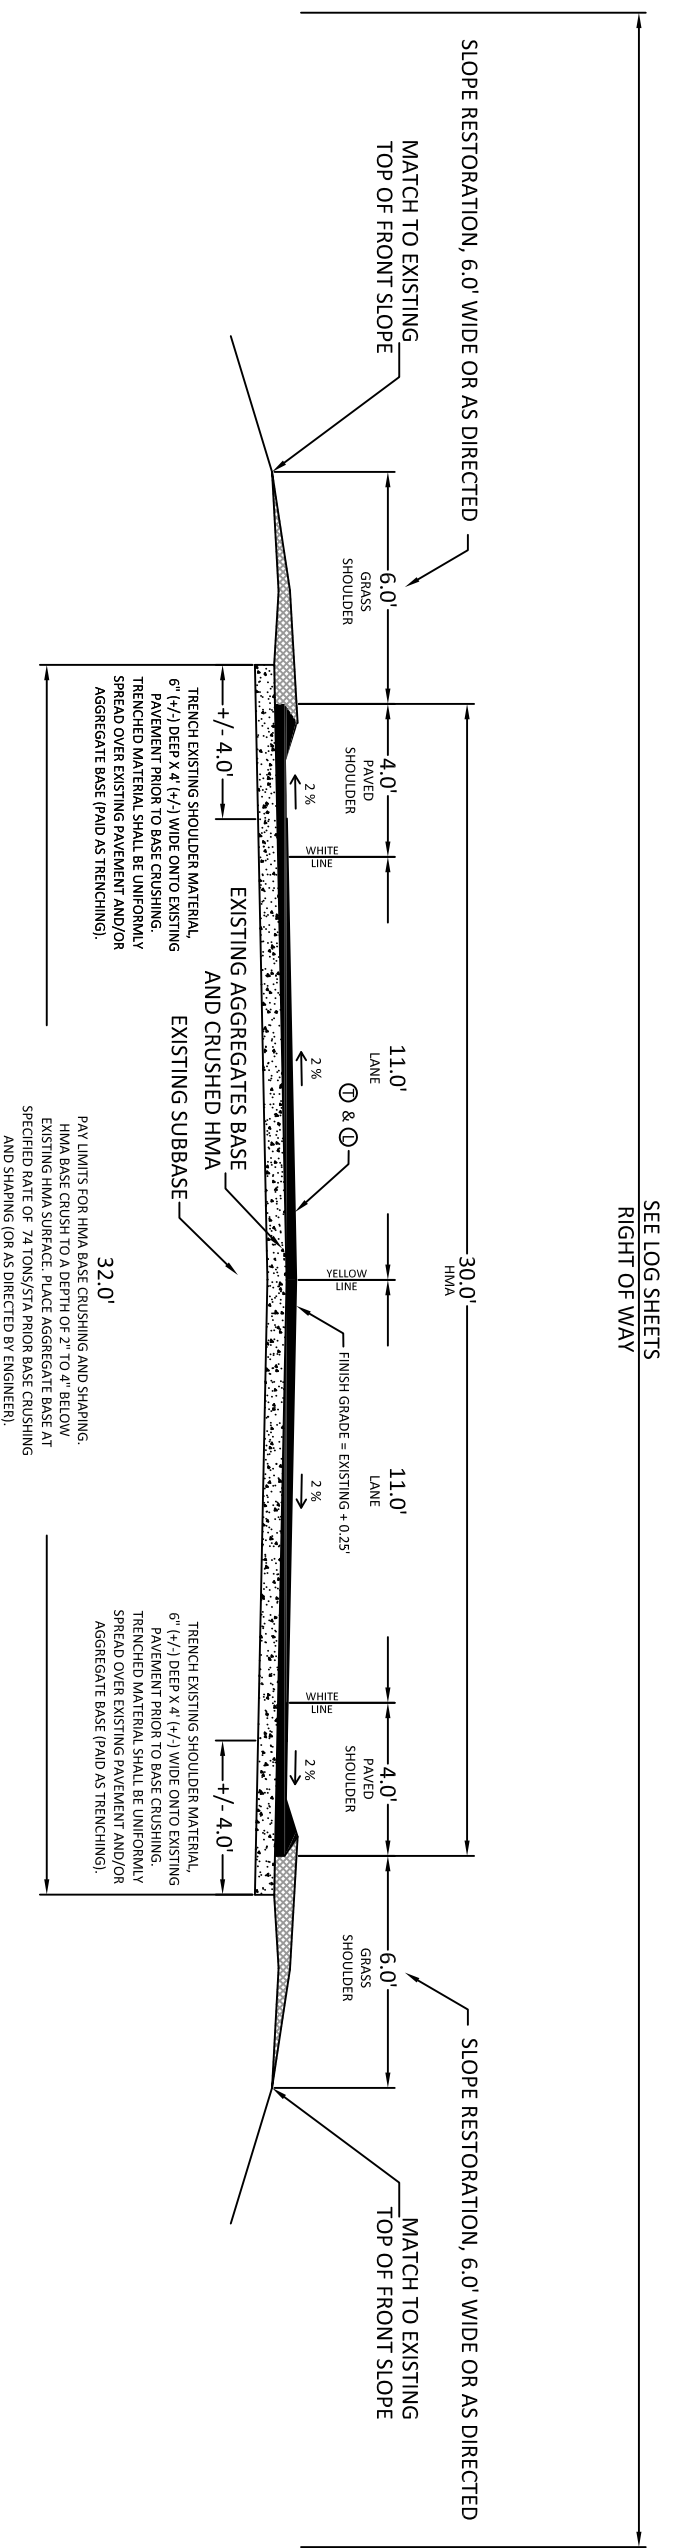 SEE LOG SHEETS
RIGHT OF WAY
SLOPE RESTORATION, 6.0' WIDE OR AS DIRECTED
SLOPE RESTORATION, 6.0' WIDE OR AS DIRECTED
30.0'
HMA
MATCH TO EXISTING
TOP OF FRONT SLOPE
6.0'
GRASS
SHOULDER
4.0'
PAVED
SHOULDER
11.0'
LANE
11.0'
LANE
4.0'
PAVED
SHOULDER
6.0'
GRASS
SHOULDER
MATCH TO EXISTING
TOP OF FRONT SLOPE
WHITE
LINE
T & L
YELLOW
LINE
FINISH GRADE = EXISTING + 0.25'
WHITE
LINE
2 %
2 %
2 %
2 %
+/- 4.0'
TRENCH EXISTING SHOULDER MATERIAL,
6" (+/-) DEEP X 4' (+/-) WIDE ONTO EXISTING
PAVEMENT PRIOR TO BASE CRUSHING.
TRENCHED MATERIAL SHALL BE UNIFORMLY
SPREAD OVER EXISTING PAVEMENT AND/OR
AGGREGATE BASE (PAID AS TRENCHING).
EXISTING AGGREGATES BASE
AND CRUSHED HMA
EXISTING SUBBASE
+/- 4.0'
TRENCH EXISTING SHOULDER MATERIAL,
6" (+/-) DEEP X 4' (+/-) WIDE ONTO EXISTING
PAVEMENT PRIOR TO BASE CRUSHING.
TRENCHED MATERIAL SHALL BE UNIFORMLY
SPREAD OVER EXISTING PAVEMENT AND/OR
AGGREGATE BASE (PAID AS TRENCHING).
32.0'
PAY LIMITS FOR HMA BASE CRUSHING AND SHAPING.
HMA BASE CRUSH TO A DEPTH OF 2" TO 4" BELOW
EXISTING HMA SURFACE. PLACE AGGREGATE BASE AT
SPECIFIED RATE OF 74 TONS/STA PRIOR BASE CRUSHING
AND SHAPING (OR AS DIRECTED BY ENGINEER).